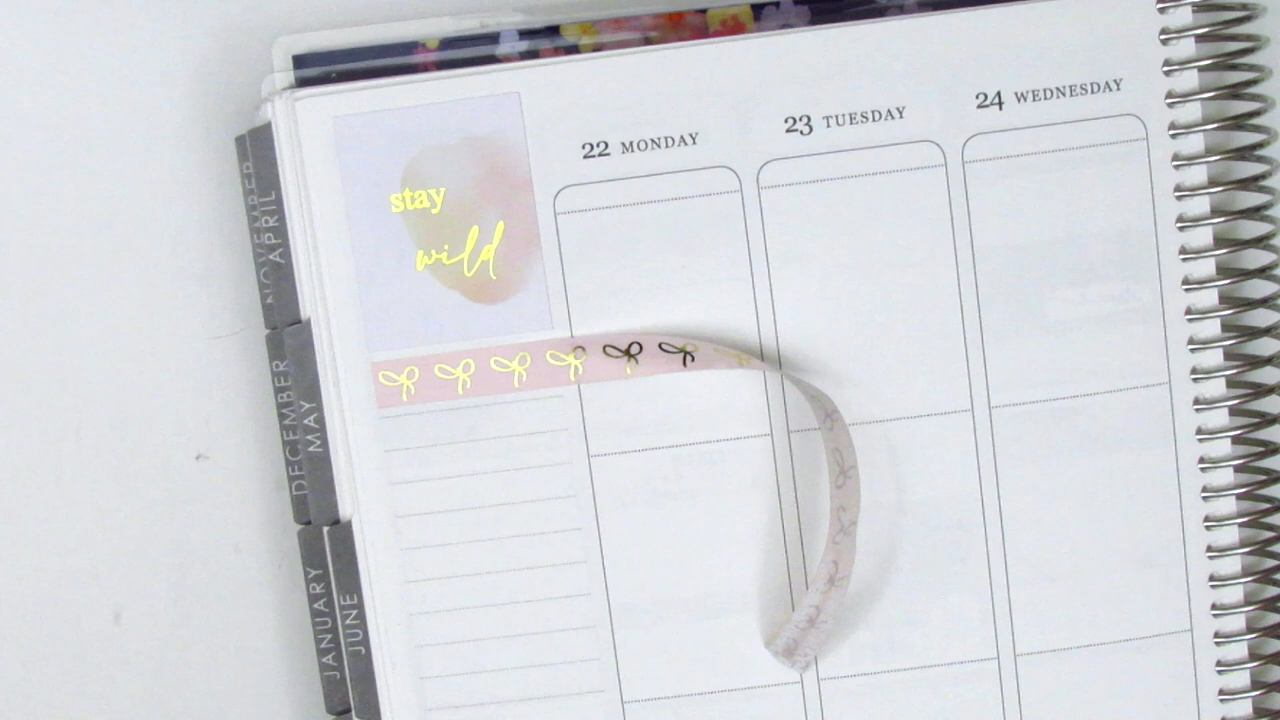 22 MONDAY
23 TUESDAY
24 WEDNESDAY
stay
wild
NOVEMBER
APRIL
DECEMBER
MAY
JANUARY
JUNE